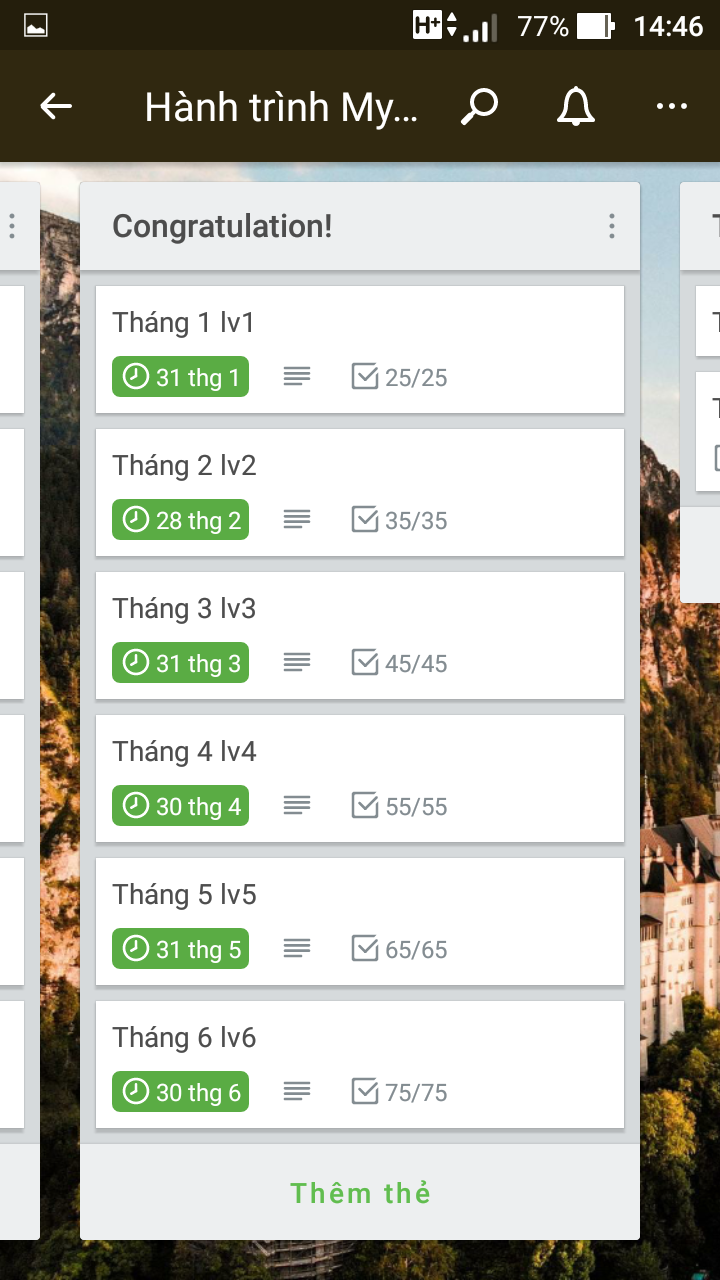 H+ 77% 14:46
Hành trình My...
Congratulation!
Tháng 1 lv1
31 thg 1 25/25
Tháng 2 lv2
28 thg 2 35/35
Tháng 3 lv3
31 thg 3 45/45
Tháng 4 lv4
30 thg 4 55/55
Tháng 5 lv5
31 thg 5 65/65
Tháng 6 lv6
30 thg 6 75/75
Thêm thẻ